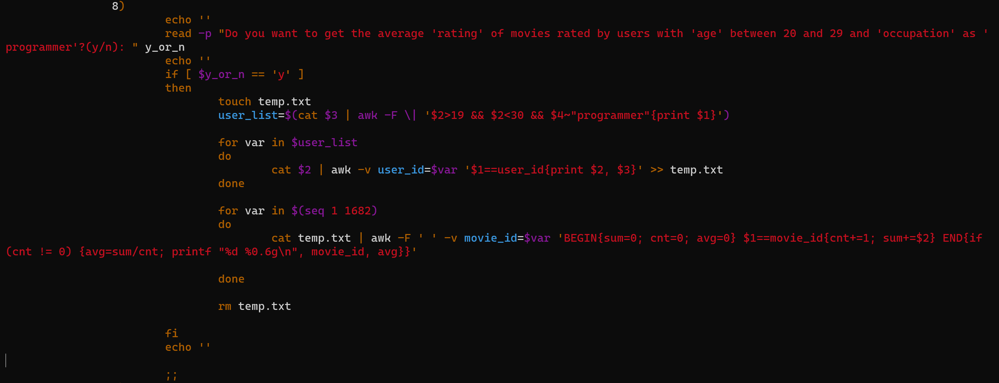 8)
echo ''
read -p "Do you want to get the average 'rating' of movies rated by users with 'age' between 20 and 29 and 'occupation' as '
programmer'?(y/n): " y_or_n
echo ''
if [ $y_or_n == 'y' ]
then
touch temp.txt
user_list=$(cat $3 | awk -F \| '$2>19 && $2<30 && $4~"programmer"{print $1}')
for var in $user_list
do
cat $2 | awk -v user_id=$var '$1==user_id{print $2, $3}' >> temp.txt
done
for var in $(seq 1 1682)
do
cat temp.txt | awk -F ' ' -v movie_id=$var 'BEGIN{sum=0; cnt=0; avg=0} $1==movie_id{cnt+=1; sum+=$2} END{if
(cnt != 0) {avg=sum/cnt; printf "%d %0.6g\n", movie_id, avg}}'
done
rm temp.txt
fi
echo ''
;;